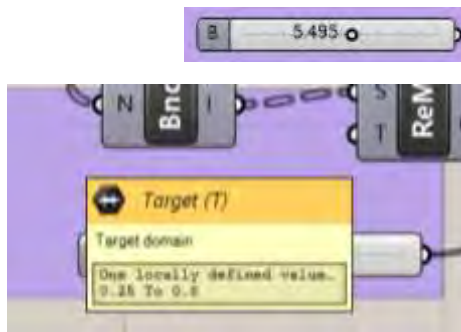 B 5.495
N Bnd I
S
T
ReM
Target (T)
Target domain
One locally defined value…
0.25 To 0.8